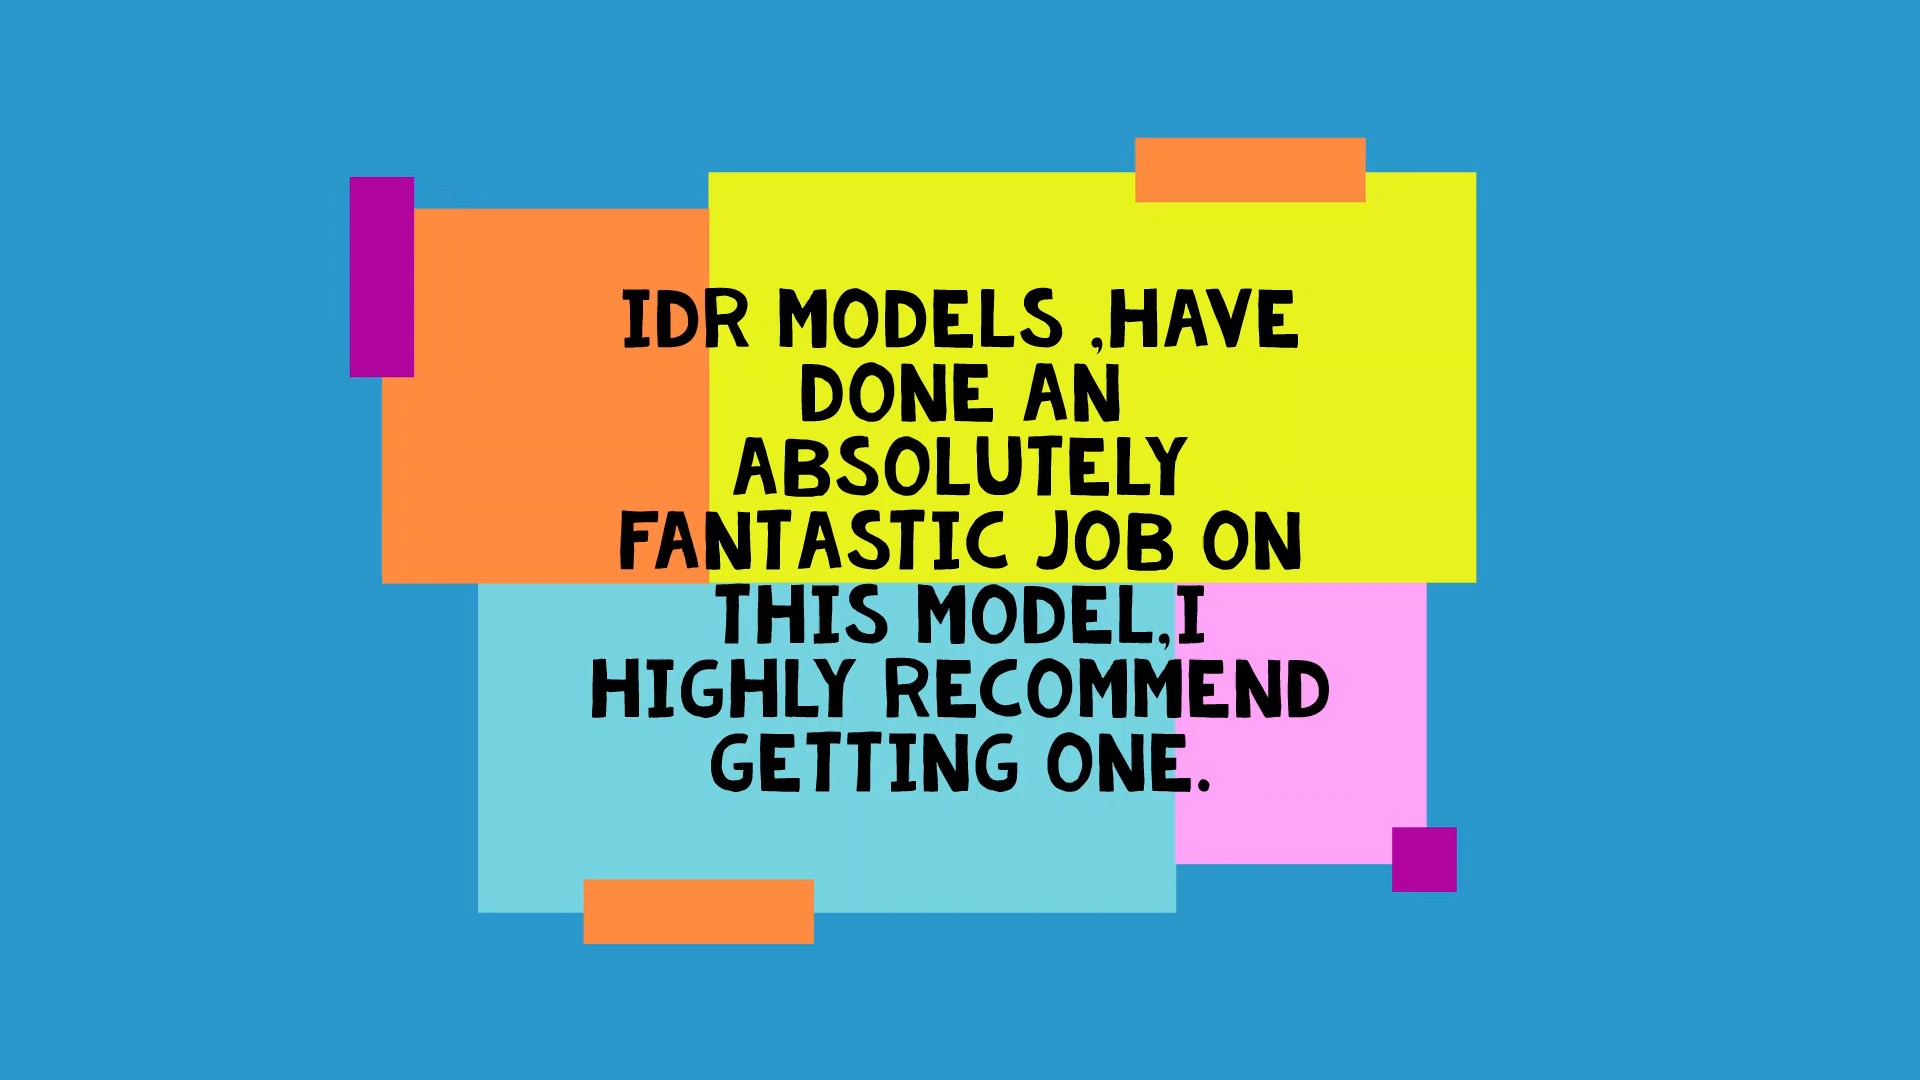 IDR MODELS ,HAVE
DONE AN
ABSOLUTELY
FANTASTIC JOB ON
THIS MODEL,I
HIGHLY RECOMMEND
GETTING ONE.